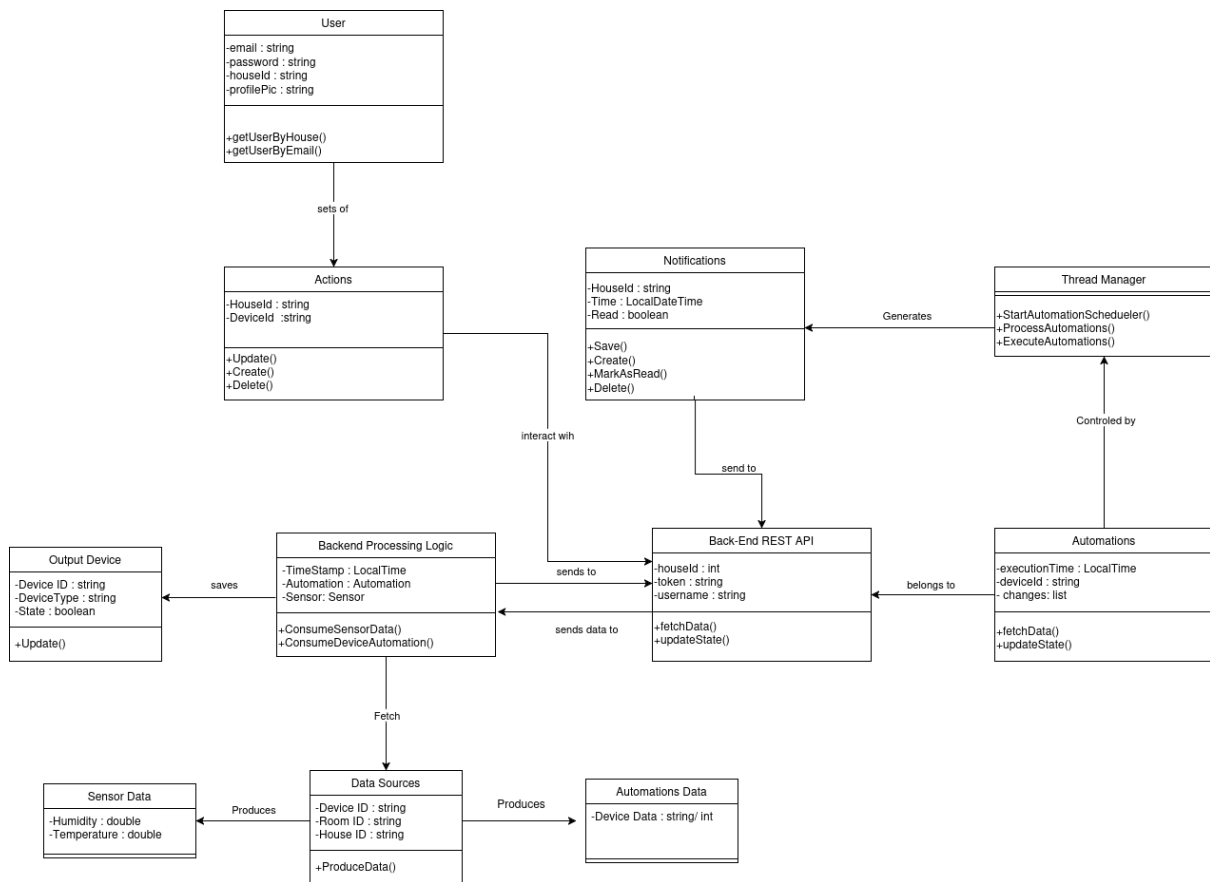 User
-email : string
-password : string
-houseId : string
-profilePic : string
+getUserByHouse()
+getUserByEmail()
sets of
Actions
-HouseId : string
-DeviceId :string
+Update()
+Create()
+Delete()
Notifications
-HouseId : string
-Time : LocalDateTime
-Read : boolean
+Save()
+Create()
+MarkAsRead()
+Delete()
Generates
Thread Manager
+StartAutomationSchedueler()
+ProcessAutomations()
+ExecuteAutomations()
interact wih
send to
Controled by
Output Device
-Device ID : string
-DeviceType : string
-State : boolean
+Update()
saves
Backend Processing Logic
-TimeStamp : LocalTime
-Automation : Automation
-Sensor: Sensor
+ConsumeSensorData()
+ConsumeDeviceAutomation()
sends to
sends data to
Back-End REST API
-houseId : int
-token : string
-username : string
+fetchData()
+updateState()
belongs to
Automations
-executionTime : LocalTime
-deviceId : string
- changes: list
+fetchData()
+updateState()
Fetch
Sensor Data
-Humidity : double
-Temperature : double
Produces
Data Sources
-Device ID : string
-Room ID : string
-House ID : string
+ProduceData()
Produces
Automations Data
-Device Data : string/ int